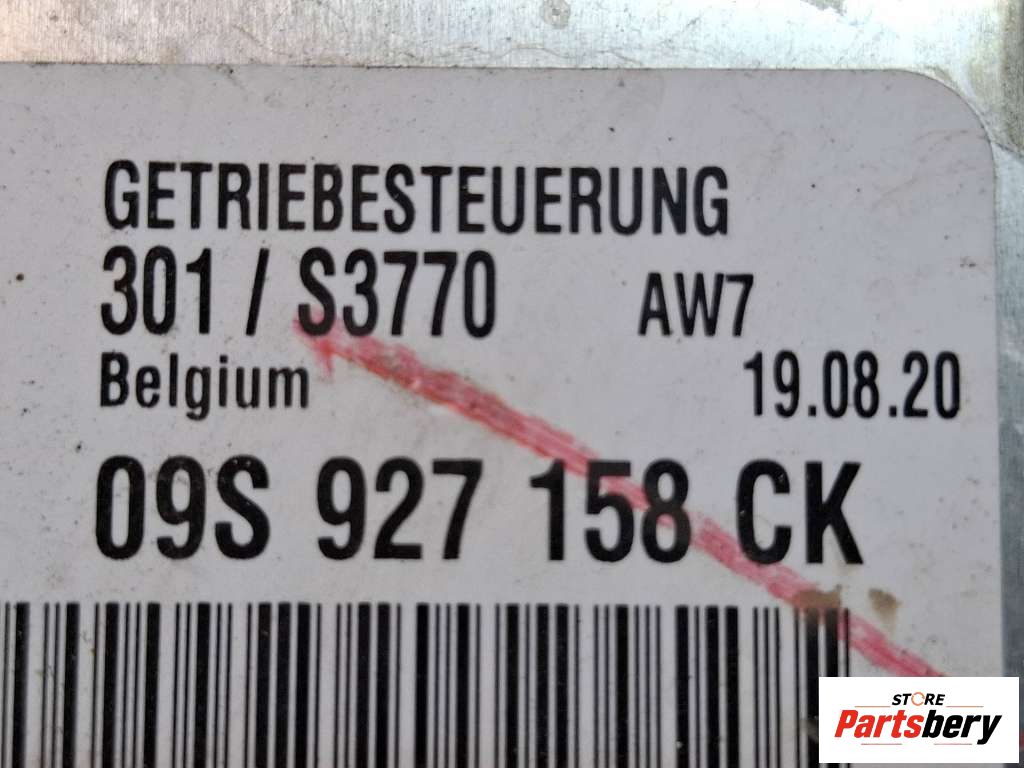 GETRIEBESTEUERUNG
301 / S3770 AW7
Belgium 19.08.20
09S 927 158 CK
STORE
Partsbery